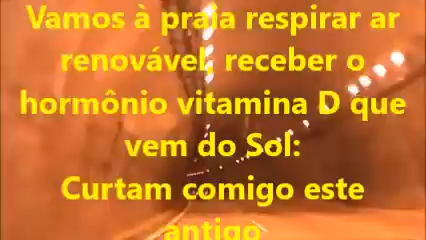 Vamos à praia respirar ar
renovável, receber o
hormônio vitamina D que
vem do Sol:
Curtam comigo este
antigo